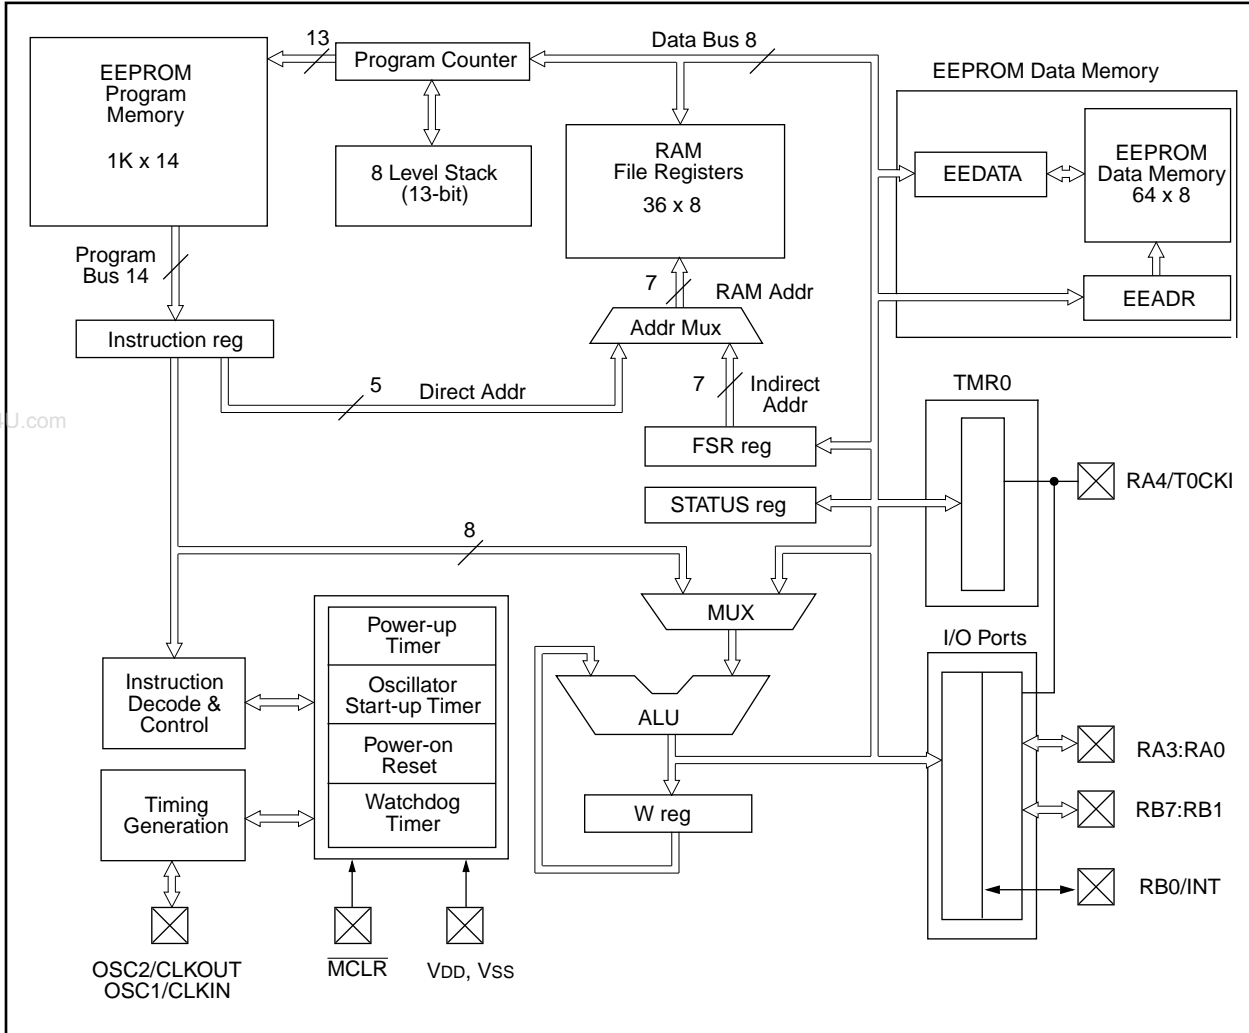 13
Data Bus 8
EEPROM
Program
Memory
1K x 14
Program Counter
EEPROM Data Memory
8 Level Stack
(13-bit)
RAM
File Registers
36 x 8
EEDATA
EEPROM
Data Memory
64 x 8
Program
Bus 14
7
RAM Addr
EEADR
Instruction reg
Addr Mux
5
Direct Addr
7
Indirect
Addr
TMR0
4U.com
FSR reg
RA4/T0CKI
STATUS reg
8
MUX
Power-up
Timer
I/O Ports
Instruction
Decode &
Control
Oscillator
Start-up Timer
ALU
Power-on
Reset
RA3:RA0
Timing
Generation
Watchdog
Timer
W reg
RB7:RB1
RB0/INT
OSC2/CLKOUT
OSC1/CLKIN
MCLR
VDD, VSS